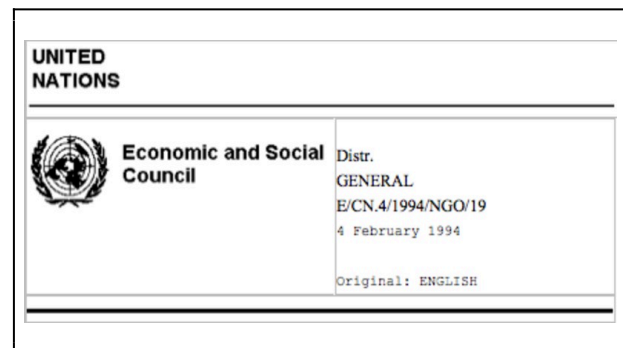 UNITED
NATIONS
Economic and Social
Council
Distr.
GENERAL
E/CN.4/1994/NGO/19
4 February 1994
Original: ENGLISH